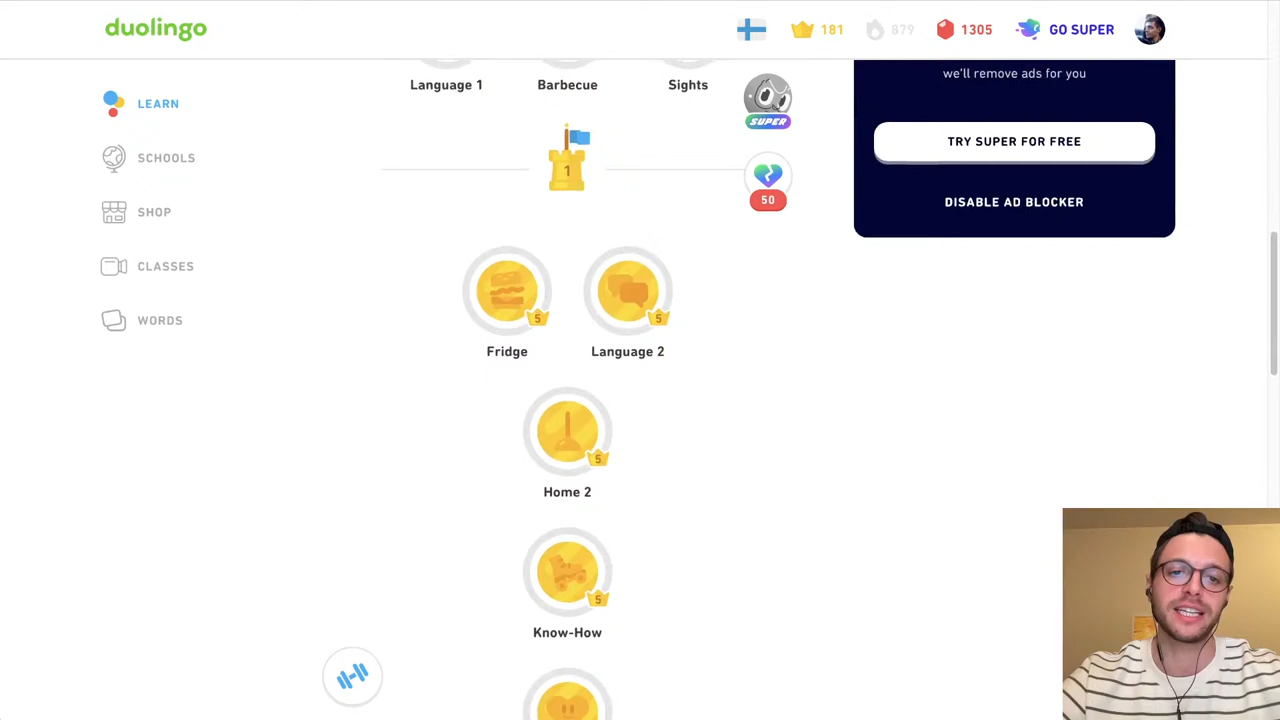 duolingo
181
879
1305
GO SUPER
LEARN
SCHOOLS
SHOP
CLASSES
WORDS
Language 1
Barbecue
Sights
SUPER
1
50
5
5
Fridge
Language 2
5
Home 2
5
Know-How
we'll remove ads for you
TRY SUPER FOR FREE
DISABLE AD BLOCKER